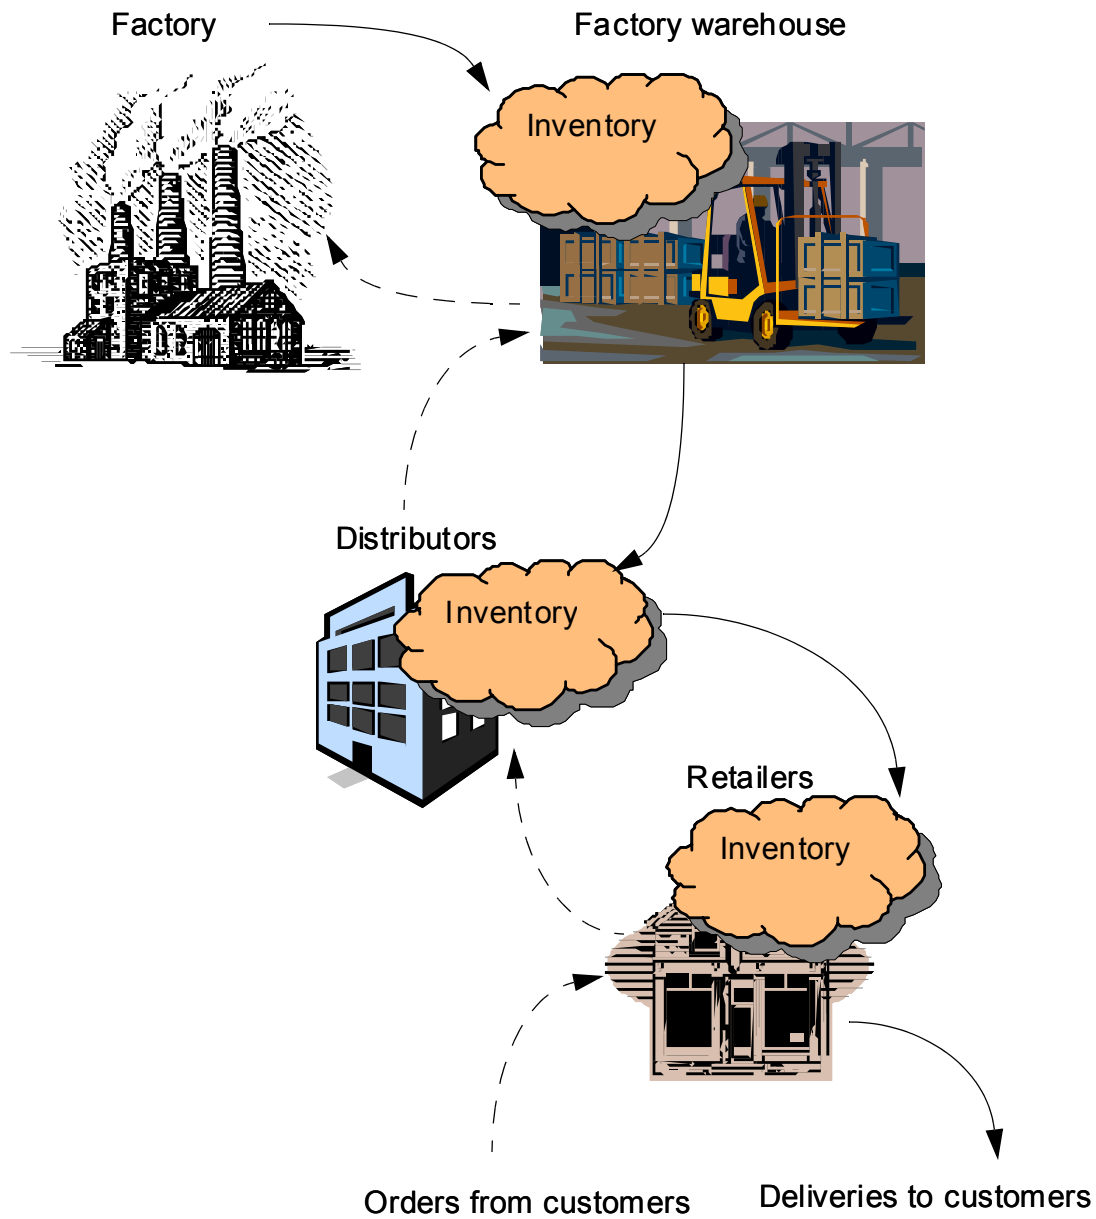 Factory
Factory warehouse
Inventory
Distributors
Inventory
Retailers
Inventory
Orders from customers
Deliveries to customers